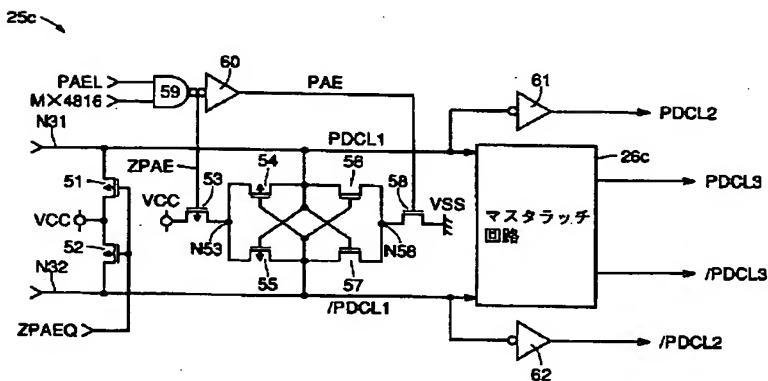 25c
PAEL
M×4816
59
60
PAE
61
PDCL2
N31
PDCL1
26c
ZPAE
54
56
51
VCC
53
58
VSS
PDCL3
VCC
マスタラッチ
回路
52
N53
N58
/PDCL3
N32
55
57
/PDCL1
ZPAEQ
62
/PDCL2